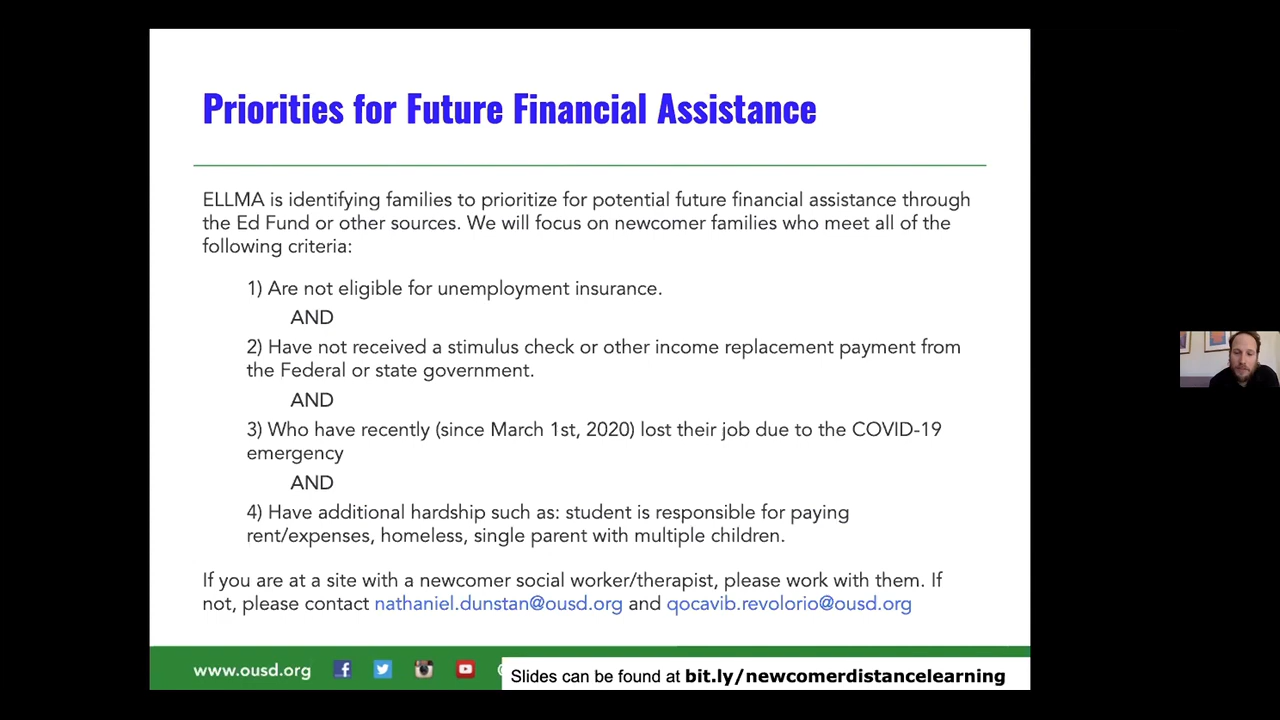 Priorities for Future Financial Assistance
ELLMA is identifying families to prioritize for potential future financial assistance through
the Ed Fund or other sources. We will focus on newcomer families who meet all of the
following criteria:
1) Are not eligible for unemployment insurance.
AND
2) Have not received a stimulus check or other income replacement payment from
the Federal or state government.
AND
3) Who have recently (since March 1st, 2020) lost their job due to the COVID-19
emergency
AND
4) Have additional hardship such as: student is responsible for paying
rent/expenses, homeless, single parent with multiple children.
If you are at a site with a newcomer social worker/therapist, please work with them. If
not, please contact nathaniel.dunstan@ousd.org and qocavib.revolorio@ousd.org
www.ousd.org
Slides can be found at bit.ly/newcomerdistancelearning